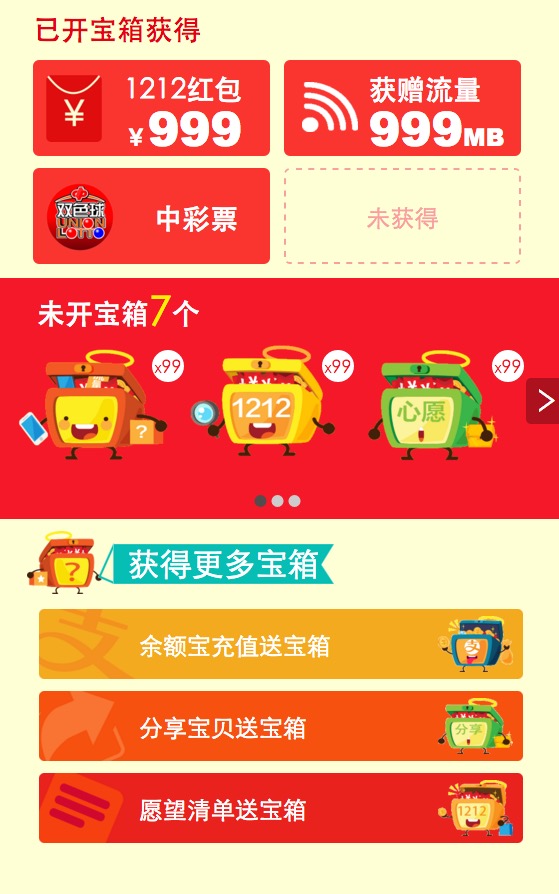 已开宝箱获得
¥
1212红包
¥999
获赠流量
999MB
双色球
UNION
LOTTO
中彩票
未获得
未开宝箱7个
x99
x99
x99
?
1212
心愿
>
?
获得更多宝箱
支
余额宝充值送宝箱
支
分享宝贝送宝箱
分享
愿望清单送宝箱
1212